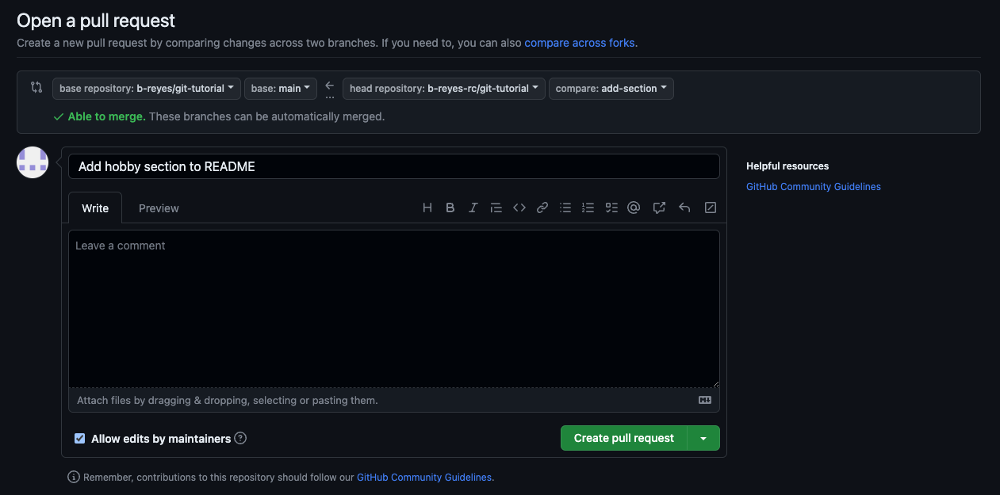 Open a pull request
Create a new pull request by comparing changes across two branches. If you need to, you can also compare across forks.
base repository: b-reyes/git-tutorial base: main head repository: b-reyes-rc/git-tutorial compare: add-section
Able to merge. These branches can be automatically merged.
Add hobby section to README
Helpful resources
GitHub Community Guidelines
Write Preview
Leave a comment
Attach files by dragging & dropping, selecting or pasting them.
Allow edits by maintainers
Create pull request
Remember, contributions to this repository should follow our GitHub Community Guidelines.